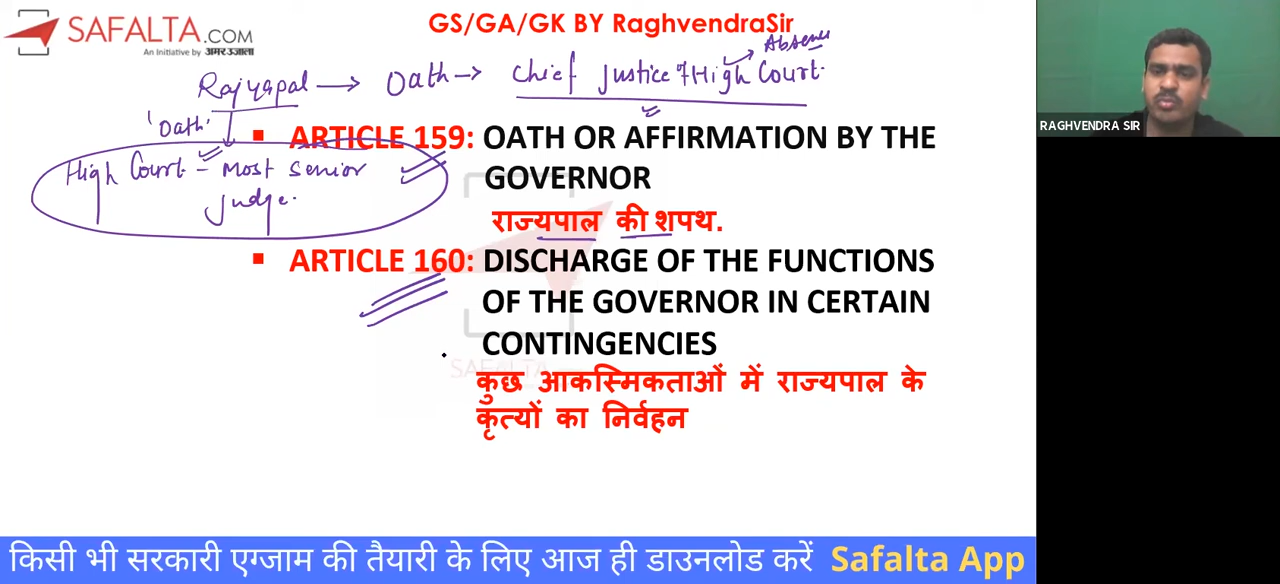 SAFALTA.COM
An Initiative by अमर उजाला
GS/GA/GK BY RaghvendraSir
Rajyapal → Oath → Chief Justice of High Court.
Absence
'Oath'
High Court - Most Senior
Judge.
▪ ARTICLE 159: OATH OR AFFIRMATION BY THE
GOVERNOR
राज्यपाल की शपथ.
▪ ARTICLE 160: DISCHARGE OF THE FUNCTIONS
OF THE GOVERNOR IN CERTAIN
CONTINGENCIES
कुछ आकस्मिकताओं में राज्यपाल के
कृत्यों का निर्वहन
SAFALTA
RAGHVENDRA SIR
किसी भी सरकारी एग्जाम की तैयारी के लिए आज ही डाउनलोड करें Safalta App